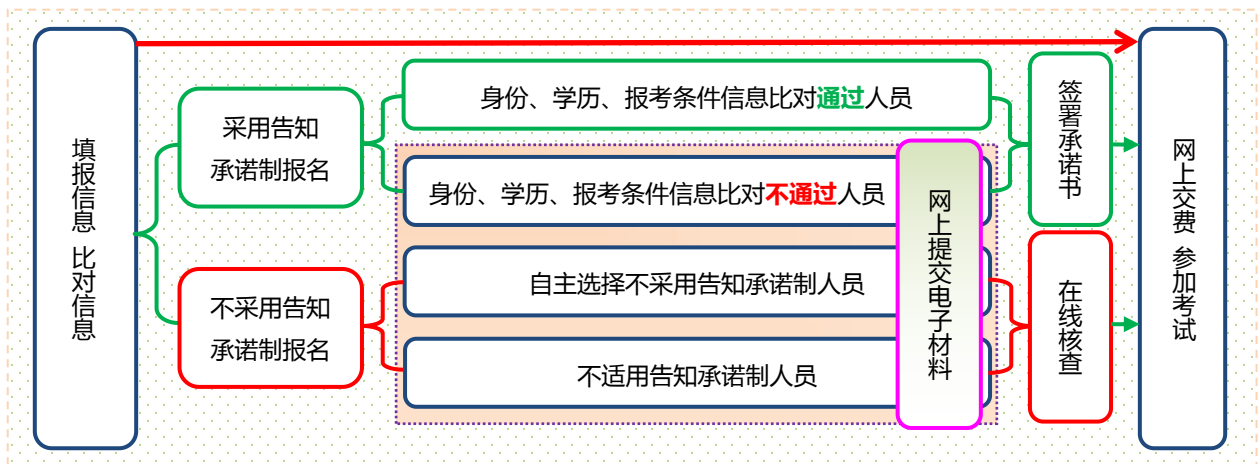 填报信息 比对信息
采用告知
承诺制报名
不采用告知
承诺制报名
身份、学历、报考条件信息比对通过人员
身份、学历、报考条件信息比对不通过人员
自主选择不采用告知承诺制人员
不适用告知承诺制人员
网上提交电子材料
签署承诺书
在线核查
网上交费 参加考试